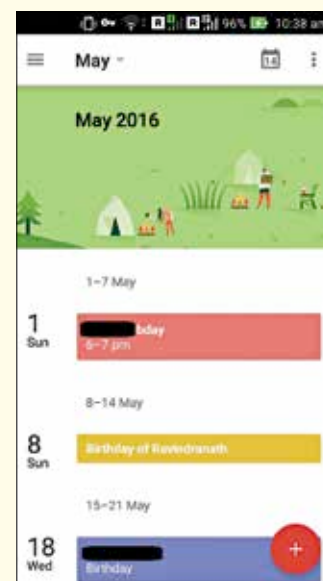 R R 96% 10:38 am
May
14
May 2016
1–7 May
1
Sun
bday
6–7 pm
8–14 May
8
Sun
Birthday of Ravindranath
15–21 May
18
Wed
Birthday
+